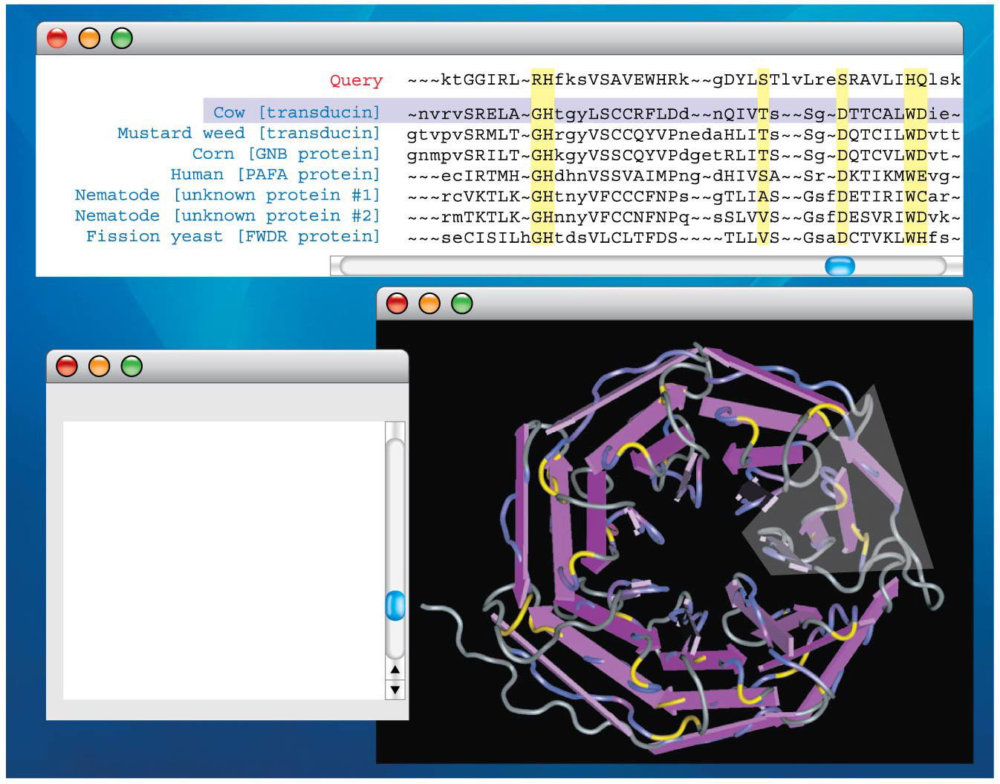 Query ~~~ktGGIRL~RHfksVSAVEWHRk~~gDYLSTlvLreSRAVLIHQlsk
Cow [transducin] ~nvrvSRELA~GHtgyLSCCRFLDd~~nQIVTs~~Sg~DTTCALWDie~
Mustard weed [transducin] gtvpvSRMLT~GHrgyVSCCQYVPnedaHLITs~~Sg~DQTCILWDvtt
Corn [GNB protein] gnmpvSRILT~GHkgyVSSCQYVPdgetRLITS~~Sg~DQTCVLWDvt~
Human [PAFA protein] ~~~ecIRTMH~GHdhnVSSVAIMPng~dHIVSA~~Sr~DKTIKMWEvg~
Nematode [unknown protein #1] ~~~rcVKTLK~GHtnyVFCCCFNPs~~gTLIAS~~GsfDETIRIWCar~
Nematode [unknown protein #2] ~~~rmTKTLK~GHnnyVFCCNFNPq~~sSLVVS~~GsfDESVRIWDvk~
Fission yeast [FWDR protein] ~~~seCISILhGHtdsVLCLTFDS~~~~TLLVS~~GsaDCTVKLWHfs~